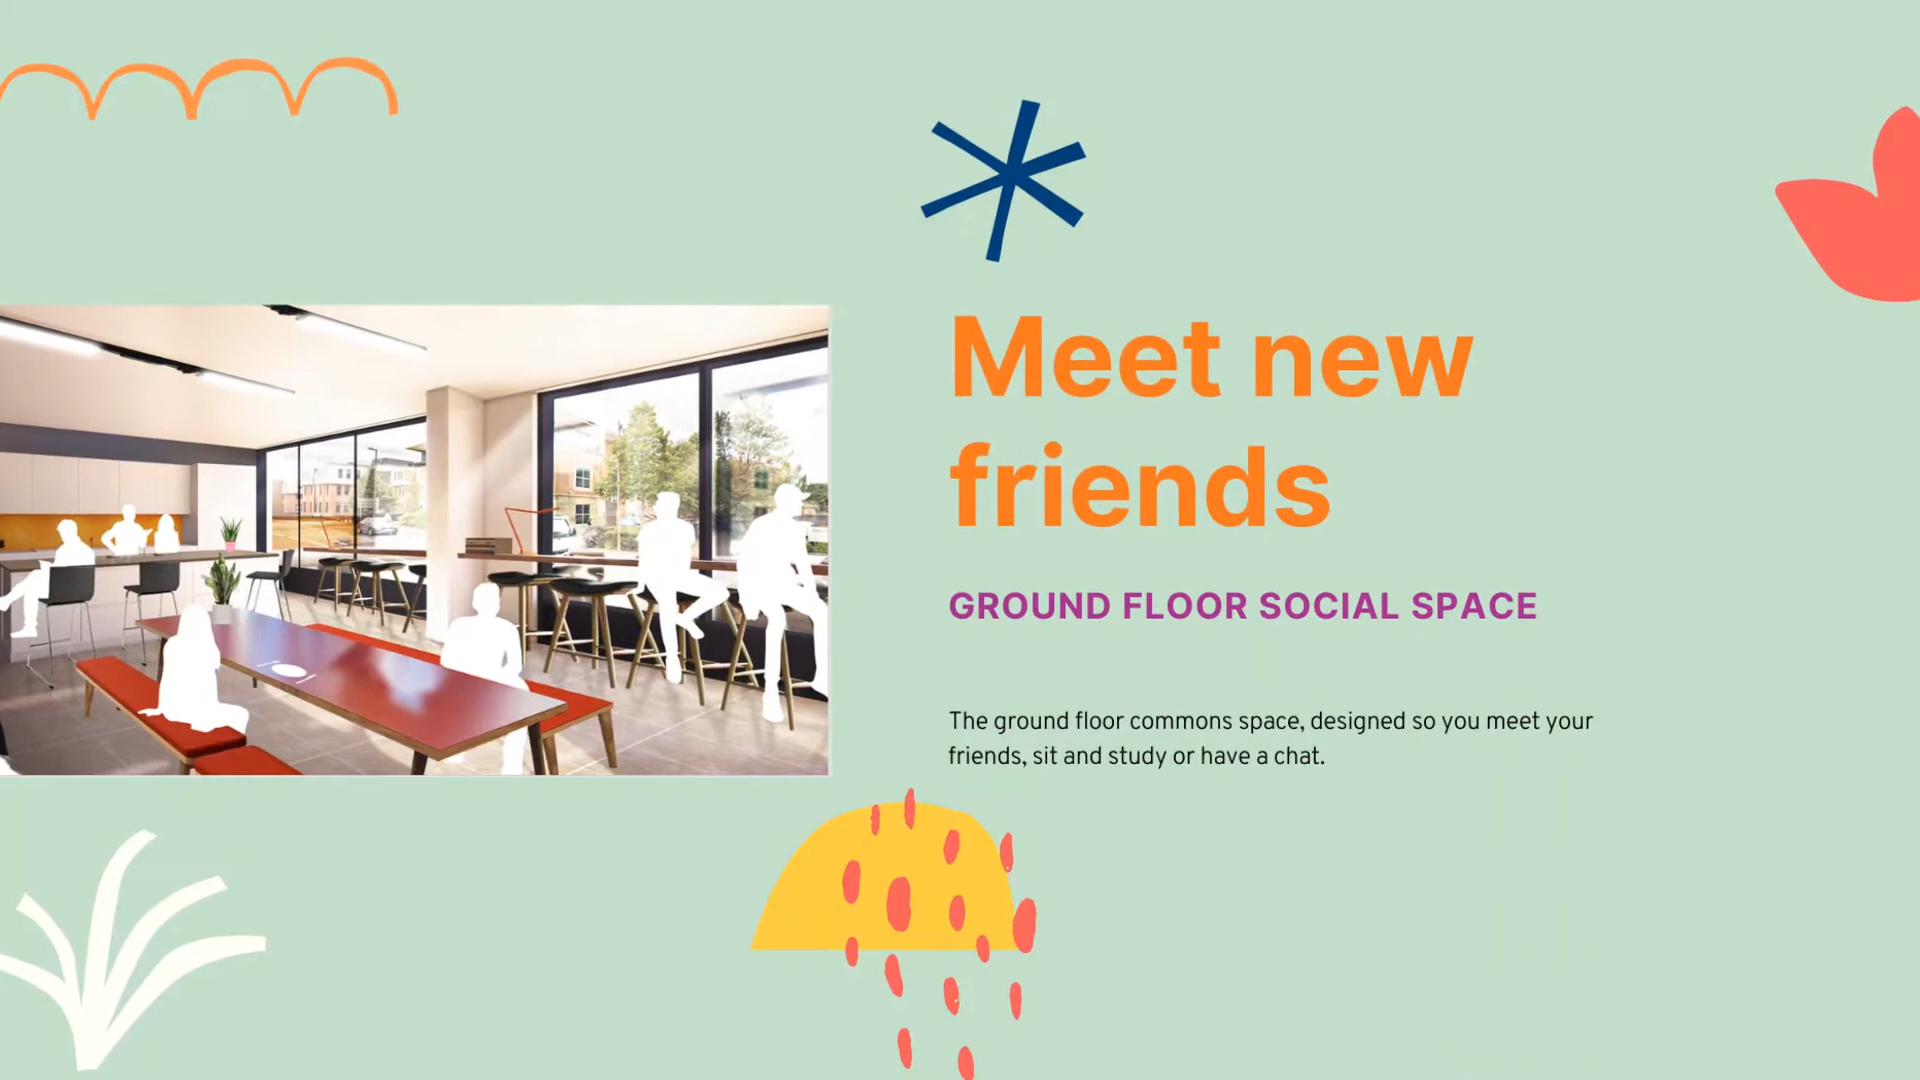 Meet new
friends
GROUND FLOOR SOCIAL SPACE
The ground floor commons space, designed so you meet your
friends, sit and study or have a chat.